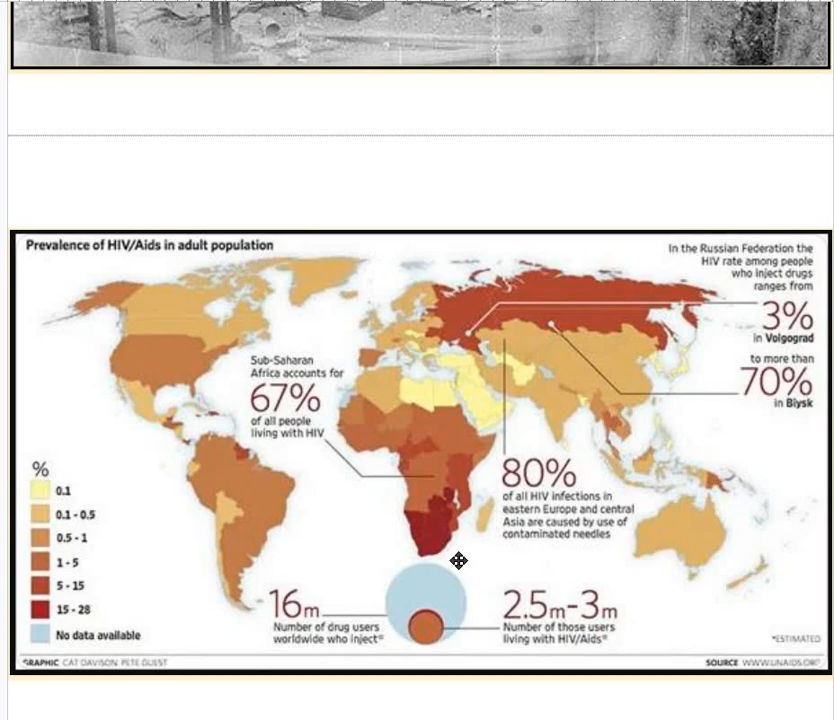 Prevalence of HIV/Aids in adult population
In the Russian Federation the
HIV rate among people
who inject drugs
ranges from
3%
in Volgograd
to more than
70%
in Biysk
Sub-Saharan
Africa accounts for
67%
of all people
living with HIV
80%
of all HIV infections in
eastern Europe and central
Asia are caused by use of
contaminated needles
%
0.1
0.1 - 0.5
0.5 - 1
1 - 5
5 - 15
15 - 28
No data available
16m
Number of drug users
worldwide who inject*
2.5m-3m
Number of those users
living with HIV/Aids*
*ESTIMATED
GRAPHIC CAT DAVISON PETE GUEST
SOURCE WWW.UNAIDS.ORG